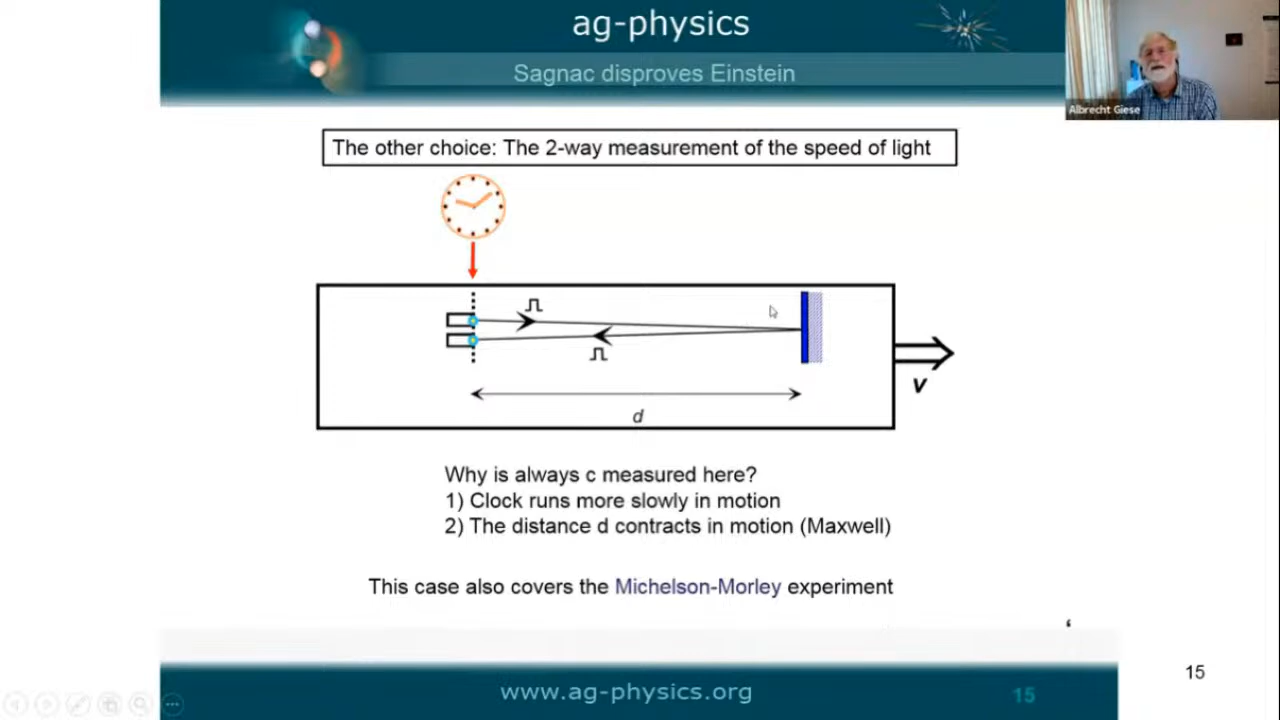 ag-physics
Sagnac disproves Einstein
Albrecht Giese
The other choice: The 2-way measurement of the speed of light
d
v
Why is always c measured here?
1) Clock runs more slowly in motion
2) The distance d contracts in motion (Maxwell)
This case also covers the Michelson-Morley experiment
www.ag-physics.org
15
15